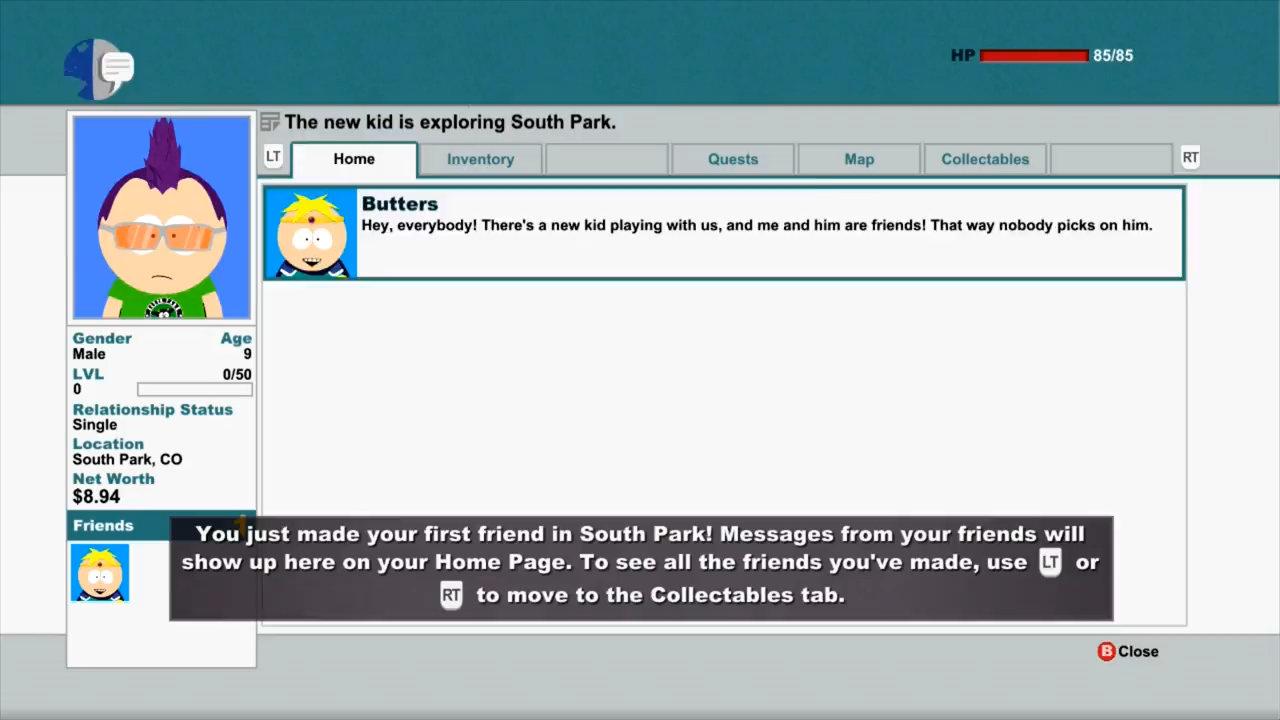 HP 85/85
The new kid is exploring South Park.
LT Home Inventory Quests Map Collectables RT
Butters
Hey, everybody! There's a new kid playing with us, and me and him are friends! That way nobody picks on him.
Gender Age
Male 9
LVL 0/50
0
Relationship Status
Single
Location
South Park, CO
Net Worth
$8.94
Friends 1
You just made your first friend in South Park! Messages from your friends will
show up here on your Home Page. To see all the friends you've made, use LT or
RT to move to the Collectables tab.
B Close